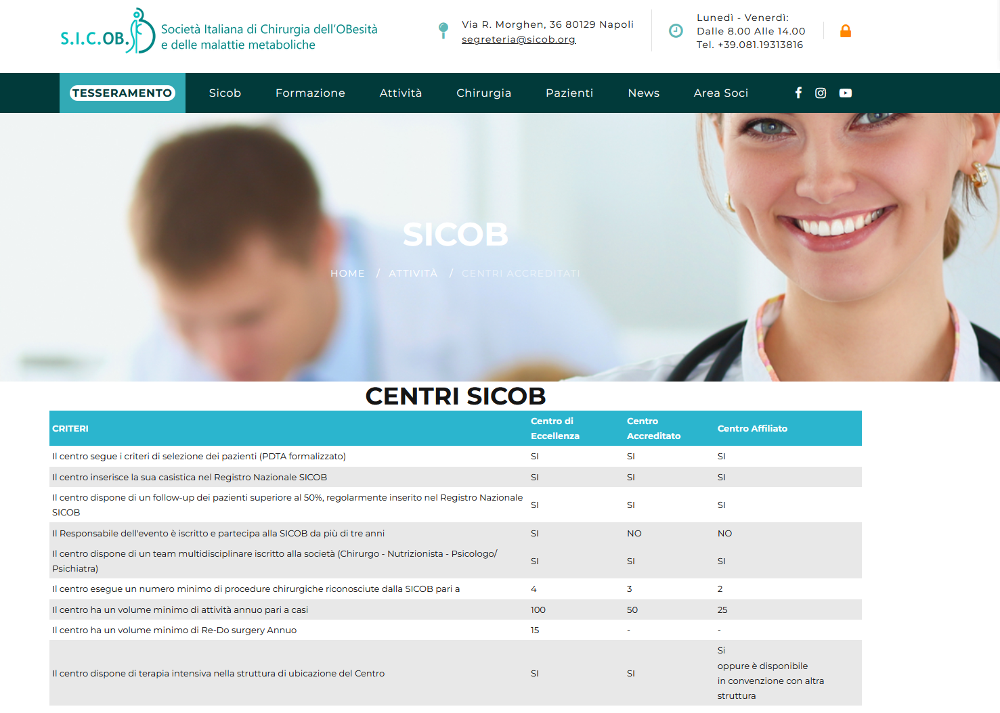 S.I.C.OB.
Società Italiana di Chirurgia dell'OBesità
e delle malattie metaboliche
Via R. Morghen, 36 80129 Napoli
segreteria@sicob.org
Lunedì - Venerdì:
Dalle 8.00 Alle 14.00
Tel. +39.081.19313816
TESSERAMENTO Sicob Formazione Attività Chirurgia Pazienti News Area Soci
SICOB
HOME / ATTIVITÀ / CENTRI ACCREDITATI
CENTRI SICOB
CRITERI Centro di Eccellenza Centro Accreditato Centro Affiliato
Il centro segue i criteri di selezione dei pazienti (PDTA formalizzato) SI SI SI
Il centro inserisce la sua casistica nel Registro Nazionale SICOB SI SI SI
Il centro dispone di un follow-up dei pazienti superiore al 50%, regolarmente inserito nel Registro Nazionale
SICOB SI SI SI
Il Responsabile dell'evento è iscritto e partecipa alla SICOB da più di tre anni SI NO NO
Il centro dispone di un team multidisciplinare iscritto alla società (Chirurgo - Nutrizionista - Psicologo/
Psichiatra) SI SI SI
Il centro esegue un numero minimo di procedure chirurgiche riconosciute dalla SICOB pari a 4 3 2
Il centro ha un volume minimo di attività annuo pari a casi 100 50 25
Il centro ha un volume minimo di Re-Do surgery Annuo 15 - -
Il centro dispone di terapia intensiva nella struttura di ubicazione del Centro SI SI Si
oppure è disponibile
in convenzione con altra
struttura